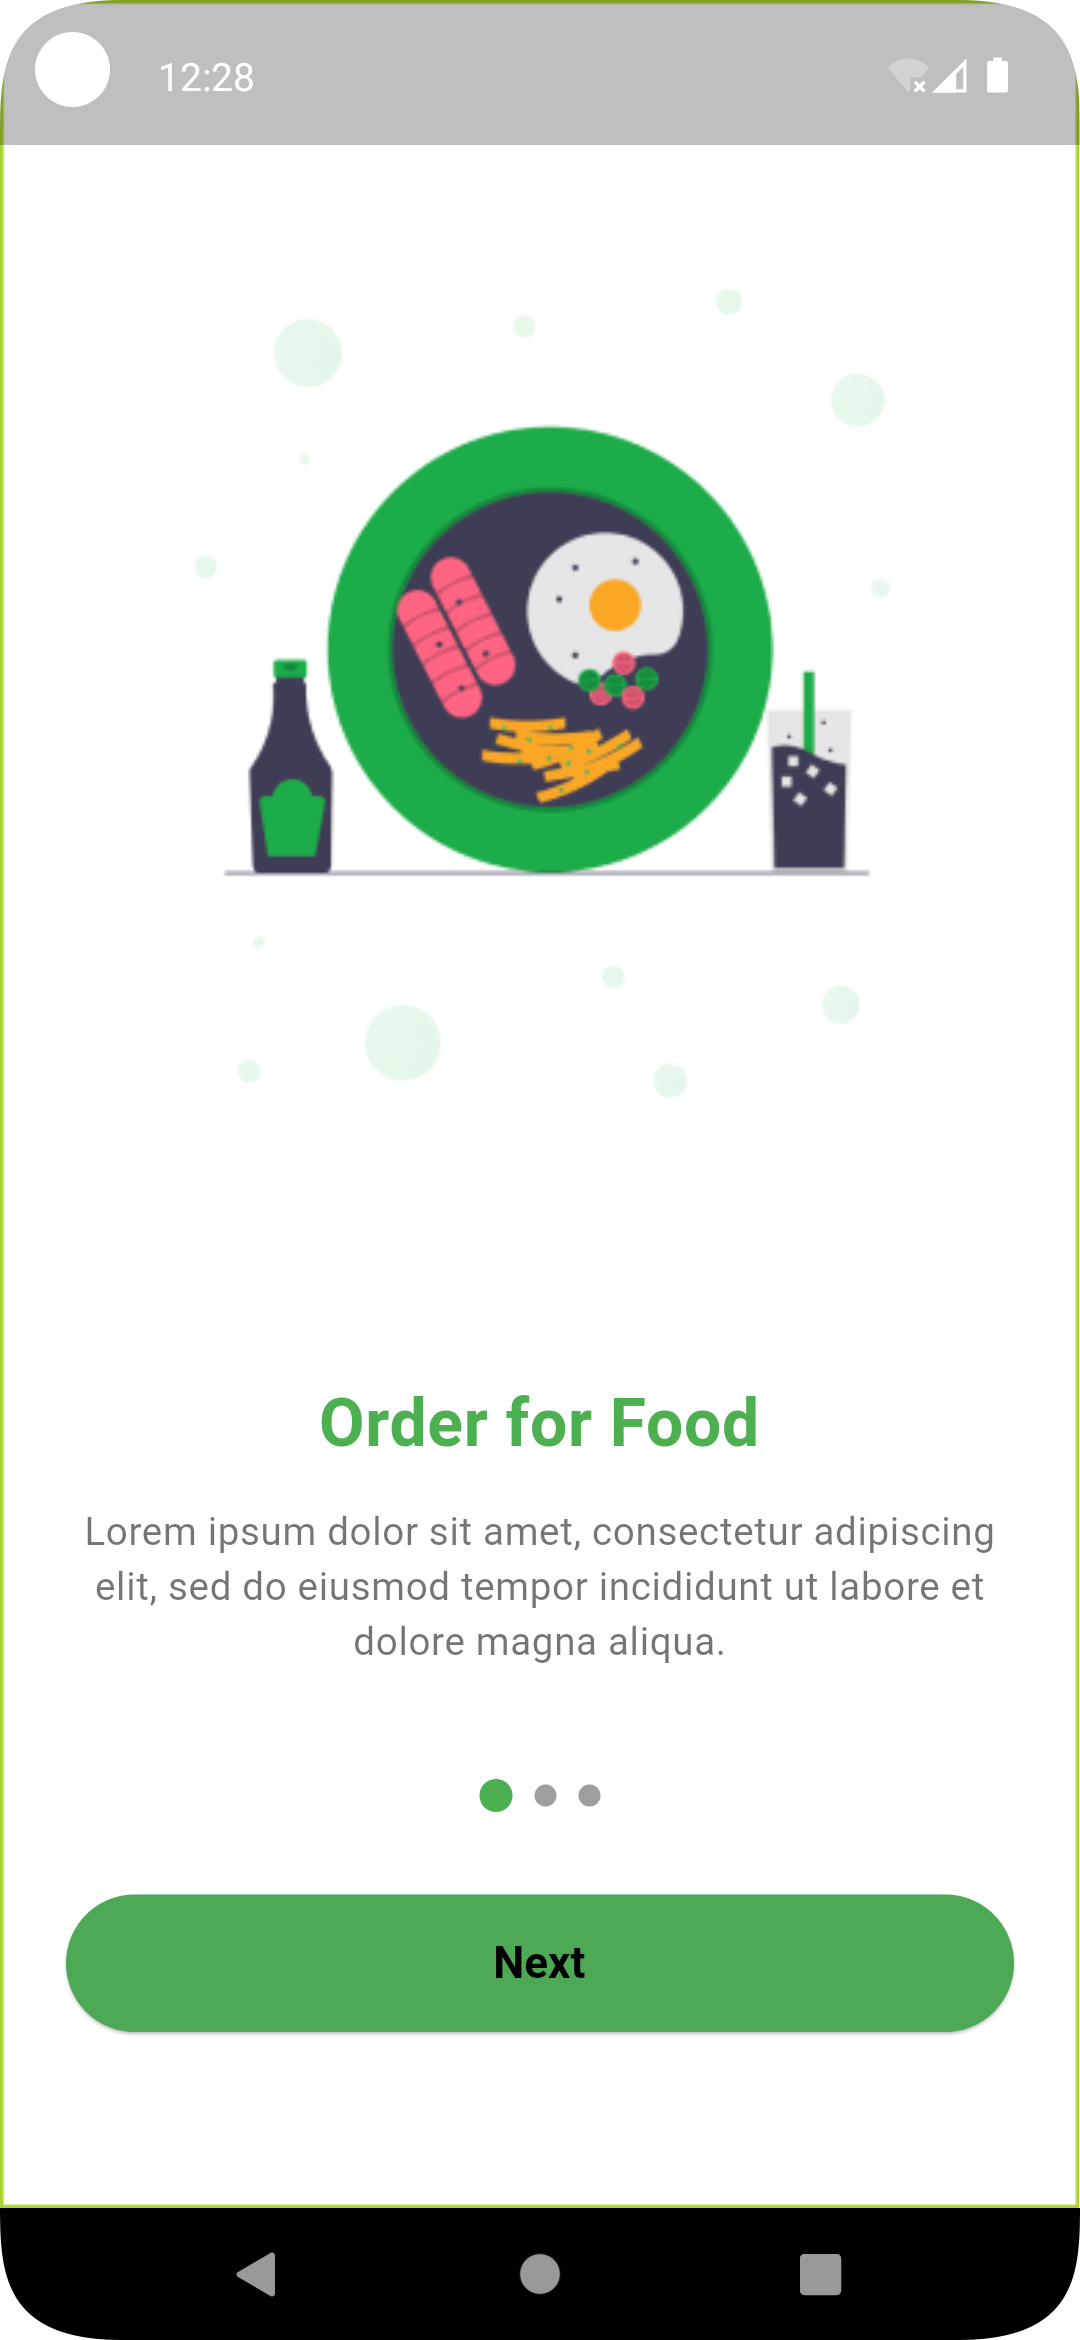 12:28
Order for Food
Lorem ipsum dolor sit amet, consectetur adipiscing
elit, sed do eiusmod tempor incididunt ut labore et
dolore magna aliqua.
Next